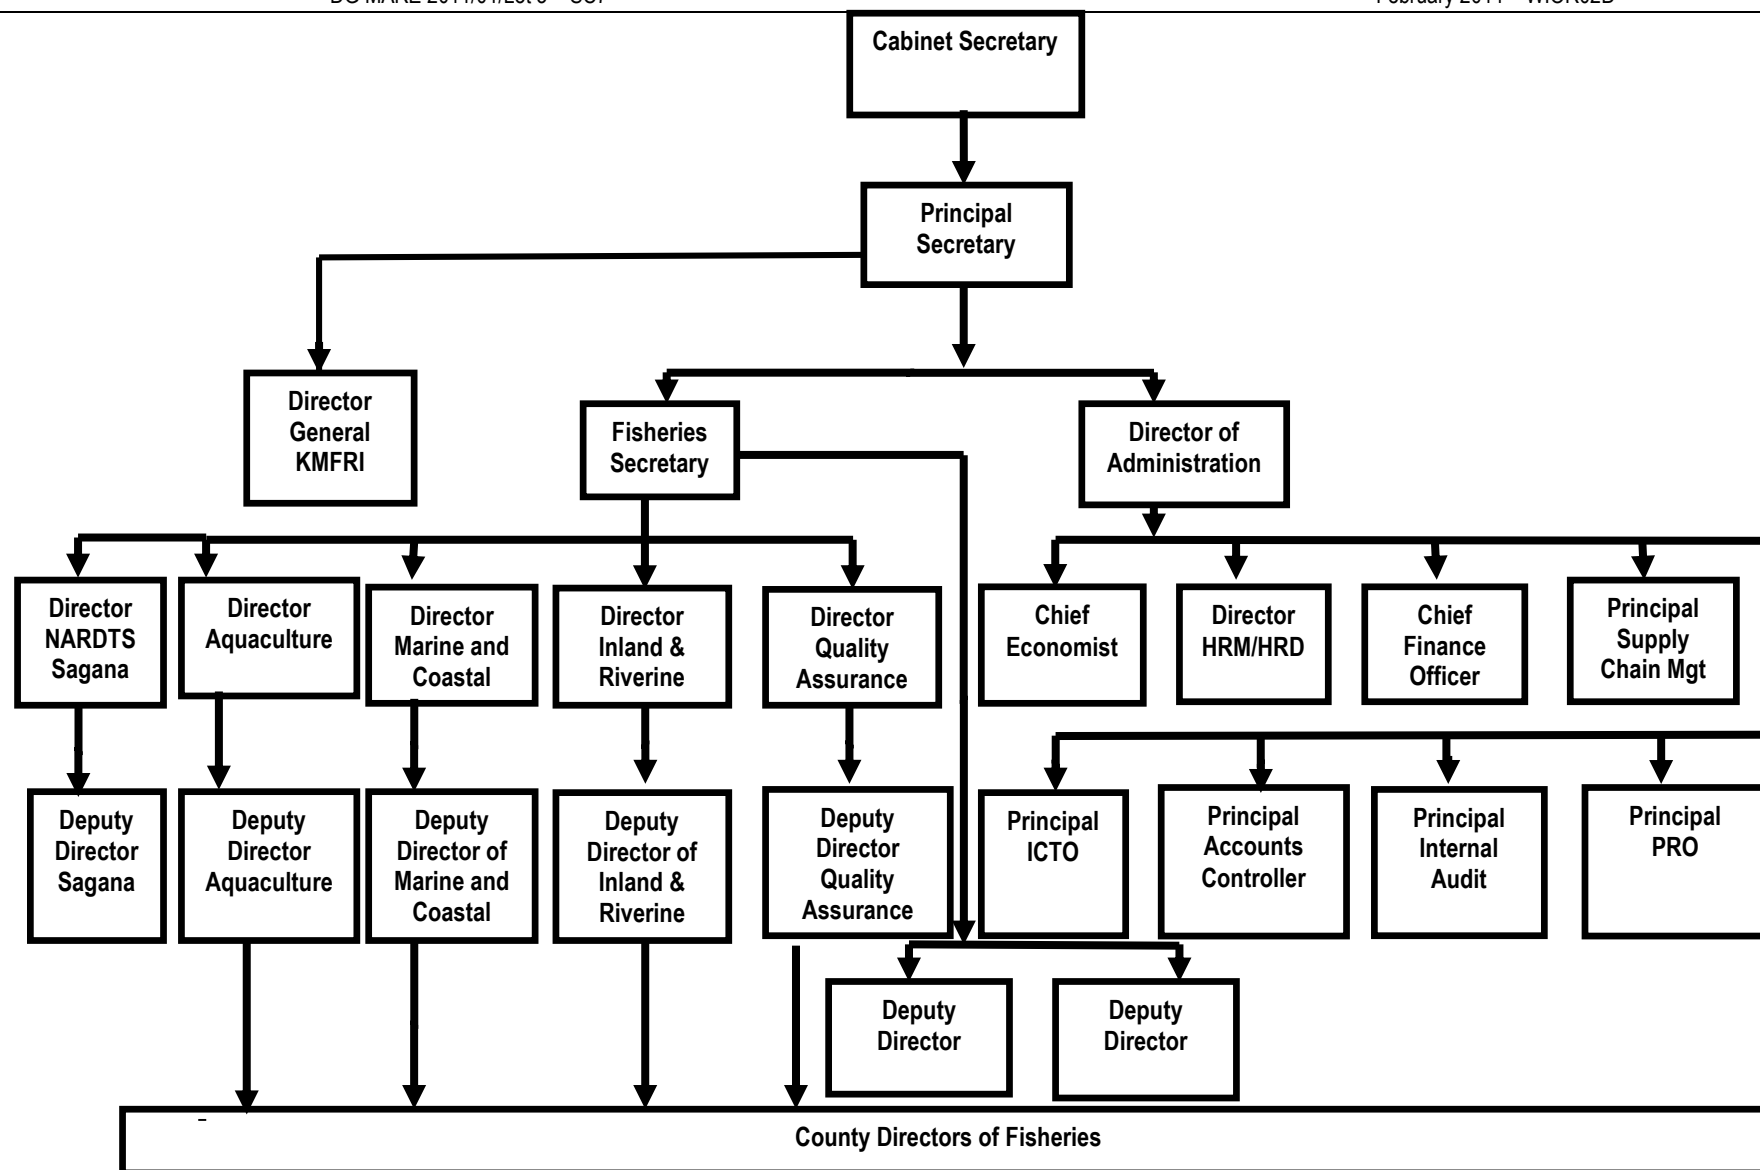 Cabinet Secretary
Principal
Secretary
Director
General
KMFRI
Fisheries
Secretary
Director of
Administration
Director
NARDTS
Sagana
Director
Aquaculture
Director
Marine and
Coastal
Director
Inland &
Riverine
Director
Quality
Assurance
Chief
Economist
Director
HRM/HRD
Chief
Finance
Officer
Principal
Supply
Chain Mgt
Deputy
Director
Sagana
Deputy
Director
Aquaculture
Deputy
Director of
Marine and
Coastal
Deputy
Director of
Inland &
Riverine
Deputy
Director
Quality
Assurance
Principal
ICTO
Principal
Accounts
Controller
Principal
Internal
Audit
Principal
PRO
Deputy
Director
Deputy
Director
County Directors of Fisheries